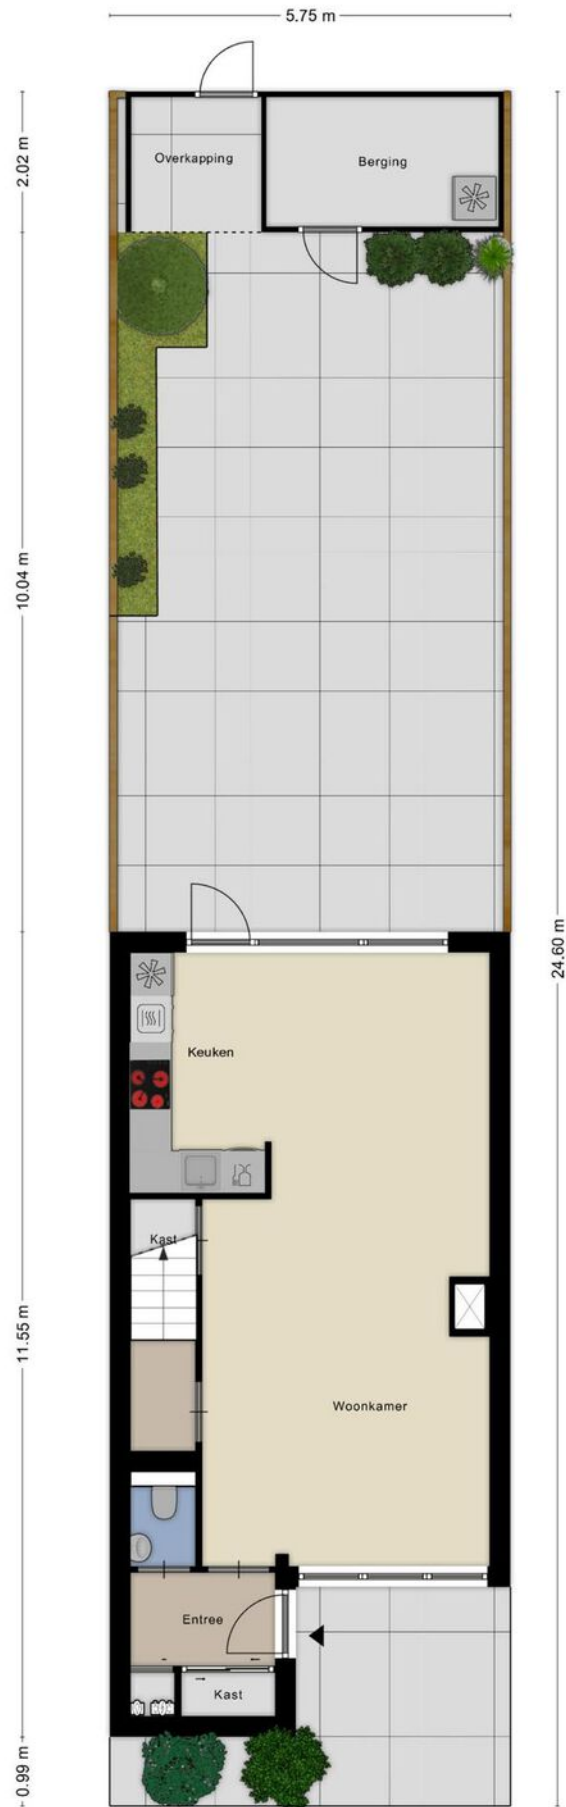 5.75 m
2.02 m
Overkapping
Berging
10.04 m
24.60 m
Keuken
Kast
11.55 m
Woonkamer
Entree
Kast
0.99 m